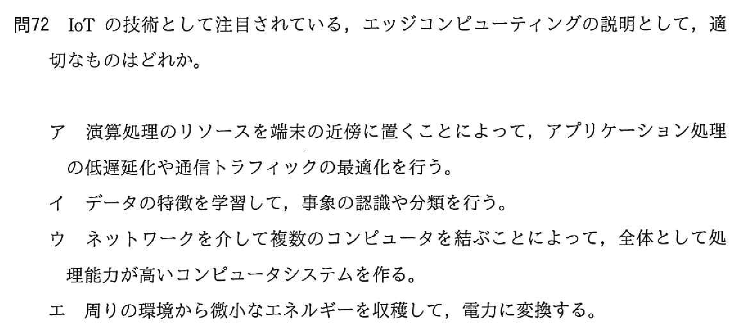 問72　IoT の技術として注目されている，エッジコンピューティングの説明として，適
切なものはどれか。
ア　演算処理のリソースを端末の近傍に置くことによって，アプリケーション処理
の低遅延化や通信トラフィックの最適化を行う。
イ　データの特徴を学習して，事象の認識や分類を行う。
ウ　ネットワークを介して複数のコンピュータを結ぶことによって，全体として処
理能力が高いコンピュータシステムを作る。
エ　周りの環境から微小なエネルギーを収穫して，電力に変換する。